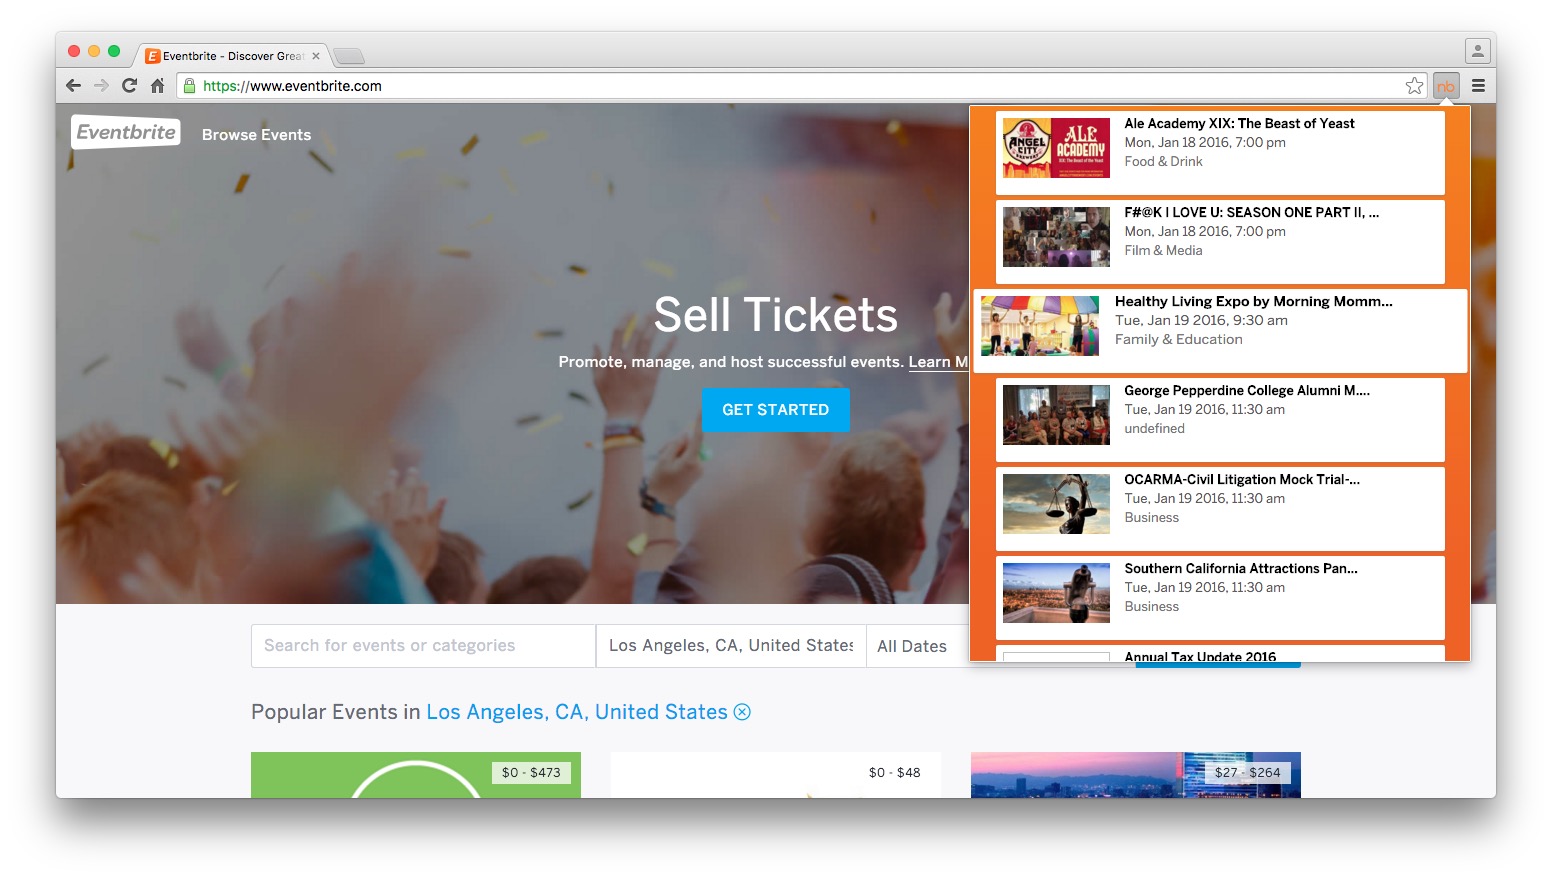 Eventbrite - Discover Grea
https://www.eventbrite.com
nb
Eventbrite
Browse Events
Sell Tickets
Promote, manage, and host successful events. Learn M
GET STARTED
Search for events or categories
Los Angeles, CA, United States
All Dates
Popular Events in Los Angeles, CA, United States
$0 - $473
$0 - $48
$27 - $264
ANGEL CITY
ALE ACADEMY
XIX: The Beast of Yeast
Ale Academy XIX: The Beast of Yeast
Mon, Jan 18 2016, 7:00 pm
Food & Drink
F#@K I LOVE U: SEASON ONE PART II, ...
Mon, Jan 18 2016, 7:00 pm
Film & Media
Healthy Living Expo by Morning Momm...
Tue, Jan 19 2016, 9:30 am
Family & Education
George Pepperdine College Alumni M....
Tue, Jan 19 2016, 11:30 am
undefined
OCARMA-Civil Litigation Mock Trial-...
Tue, Jan 19 2016, 11:30 am
Business
Southern California Attractions Pan...
Tue, Jan 19 2016, 11:30 am
Business
Annual Tax Update 2016